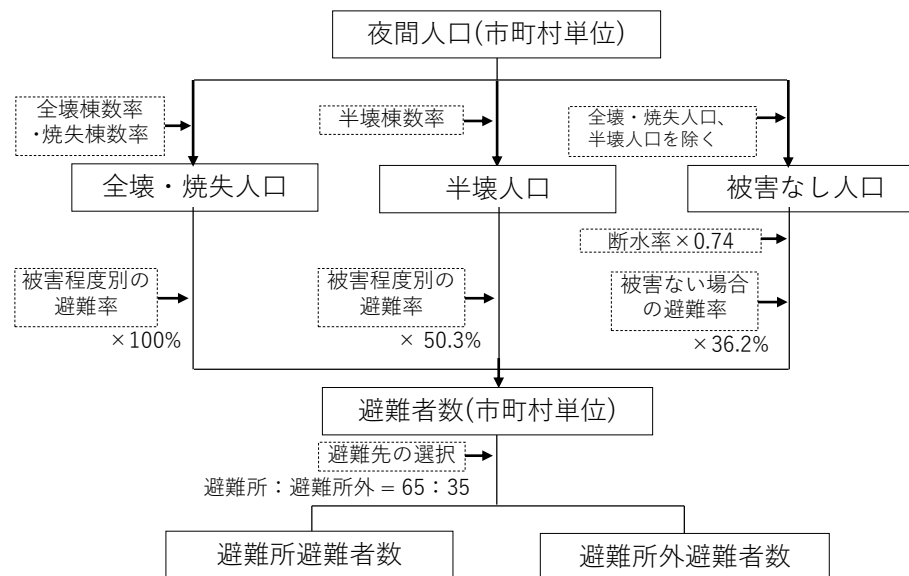 夜間人口(市町村単位)
全壊棟数率
・焼失棟数率
半壊棟数率
全壊・焼失人口、
半壊人口を除く
全壊・焼失人口
半壊人口
被害なし人口
断水率×0.74
被害程度別の
避難率
×100%
被害程度別の
避難率
× 50.3%
被害ない場合
の避難率
×36.2%
避難者数(市町村単位)
避難先の選択
避難所：避難所外 = 65：35
避難所避難者数
避難所外避難者数